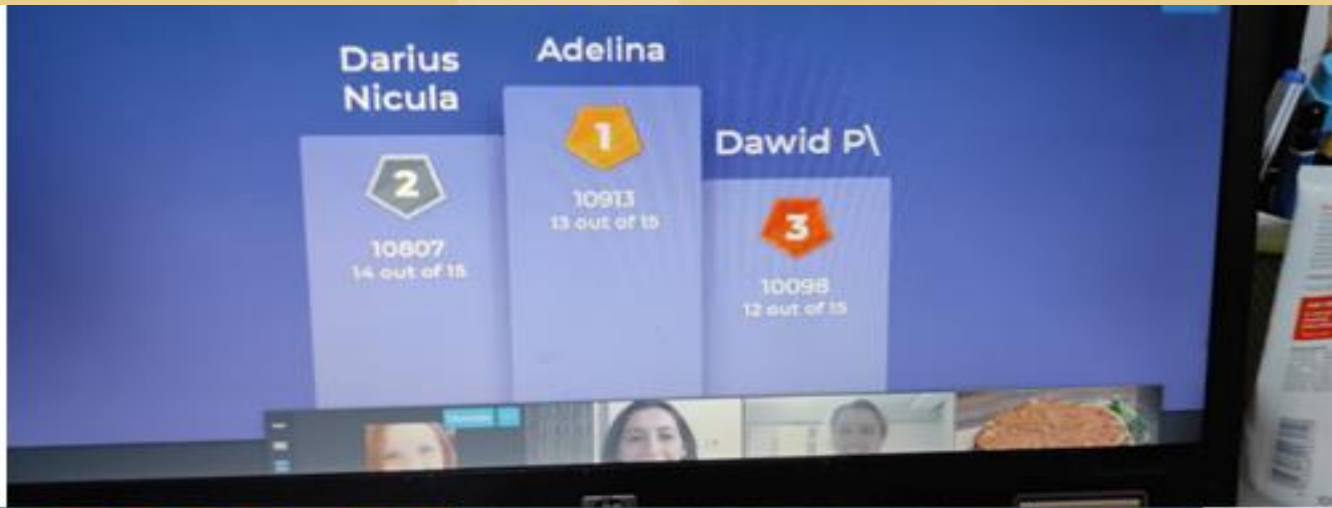 Darius
Nicula
2
10807
14 out of 15
Adelina
1
10913
13 out of 15
Dawid P\
3
10098
12 out of 15